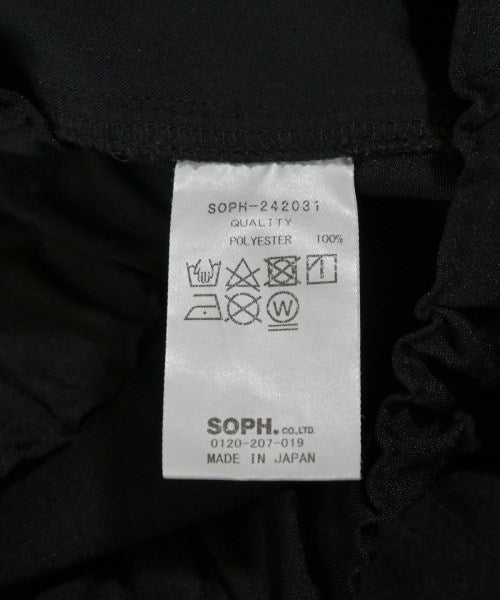 SOPH-242031
QUALITY
POLYESTER 100%
W
SOPH. CO.,LTD.
0120-207-019
MADE IN JAPAN